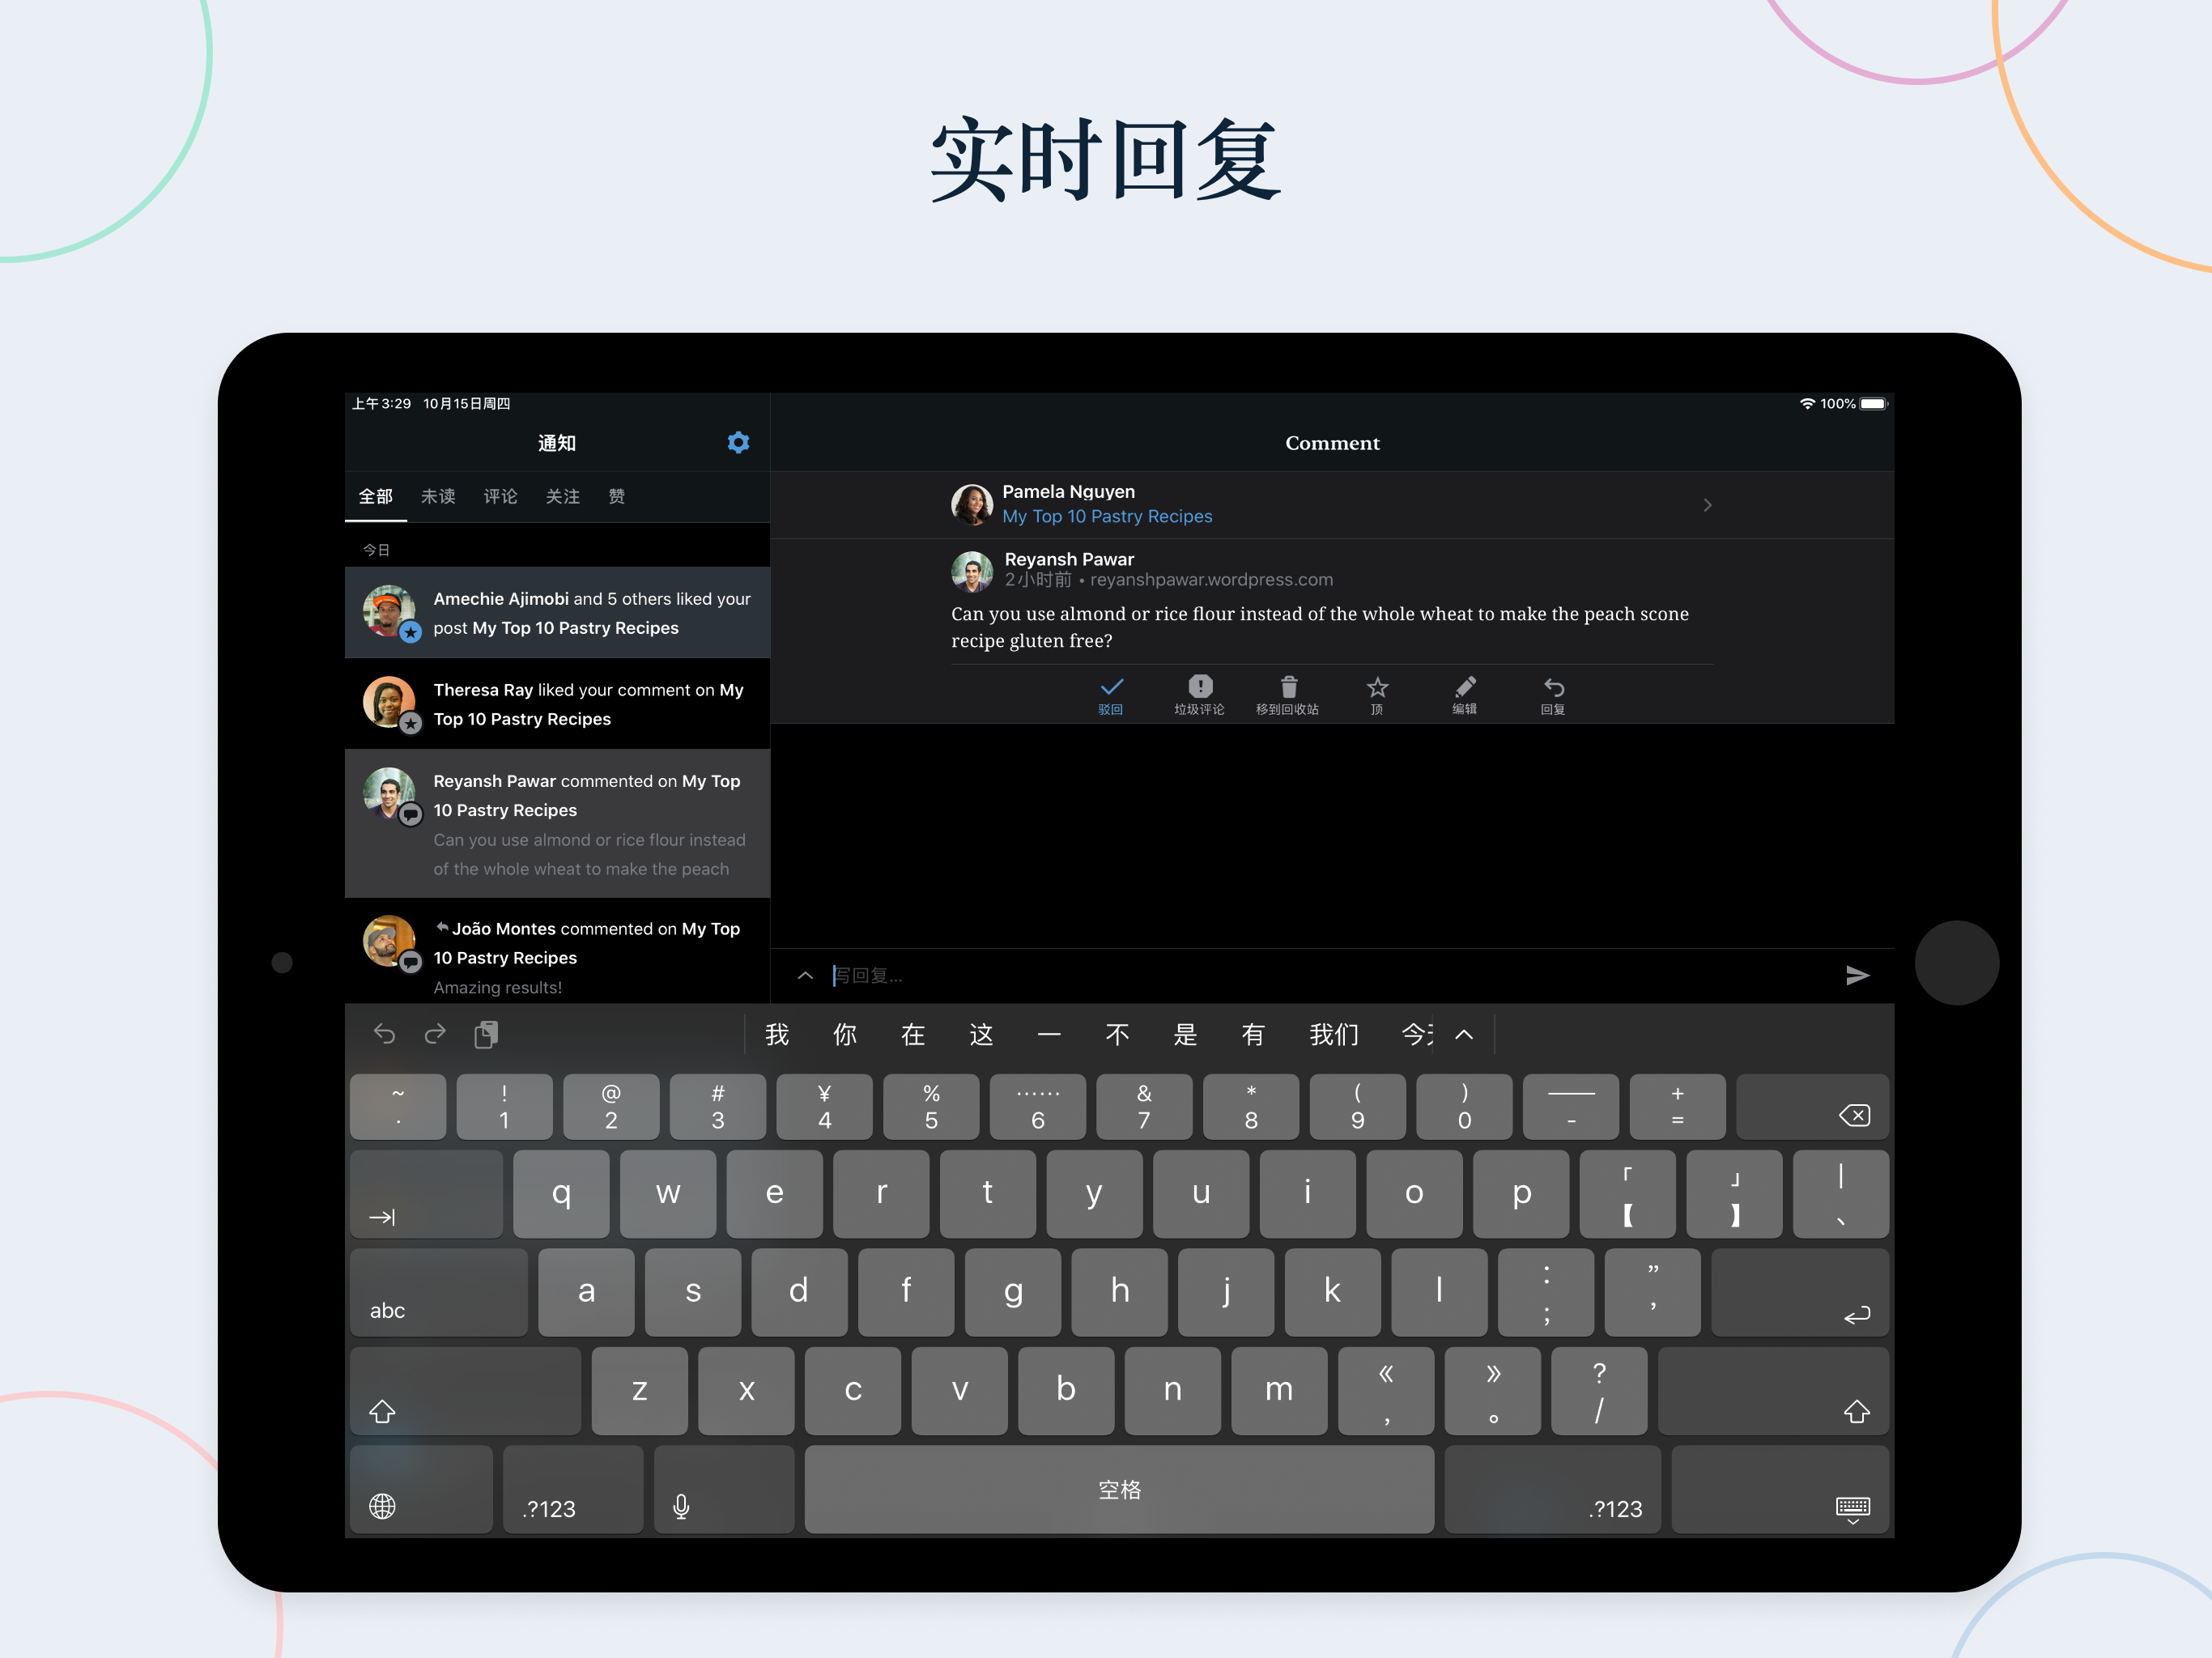 实时回复
上午3:29 10月15日周四
100%
通知
全部 未读 评论 关注 赞
今日
Amechie Ajimobi and 5 others liked your
post My Top 10 Pastry Recipes
Theresa Ray liked your comment on My
Top 10 Pastry Recipes
Reyansh Pawar commented on My Top
10 Pastry Recipes
Can you use almond or rice flour instead
of the whole wheat to make the peach
João Montes commented on My Top
10 Pastry Recipes
Amazing results!
Comment
Pamela Nguyen
My Top 10 Pastry Recipes
Reyansh Pawar
2小时前 • reyanshpawar.wordpress.com
Can you use almond or rice flour instead of the whole wheat to make the peach scone
recipe gluten free?
驳回 垃圾评论 移到回收站 顶 编辑 回复
写回复...
我 你 在 这 一 不 是 有 我们 今
~ ! @ # ¥ % …… & * ( ) —— +
· 1 2 3 4 5 6 7 8 9 0 - =
q w e r t y u i o p 「 」 |
【 】 、
abc a s d f g h j k l : ”
; ’
z x c v b n m 《 》 ?
, 。 /
.?123 空格 .?123